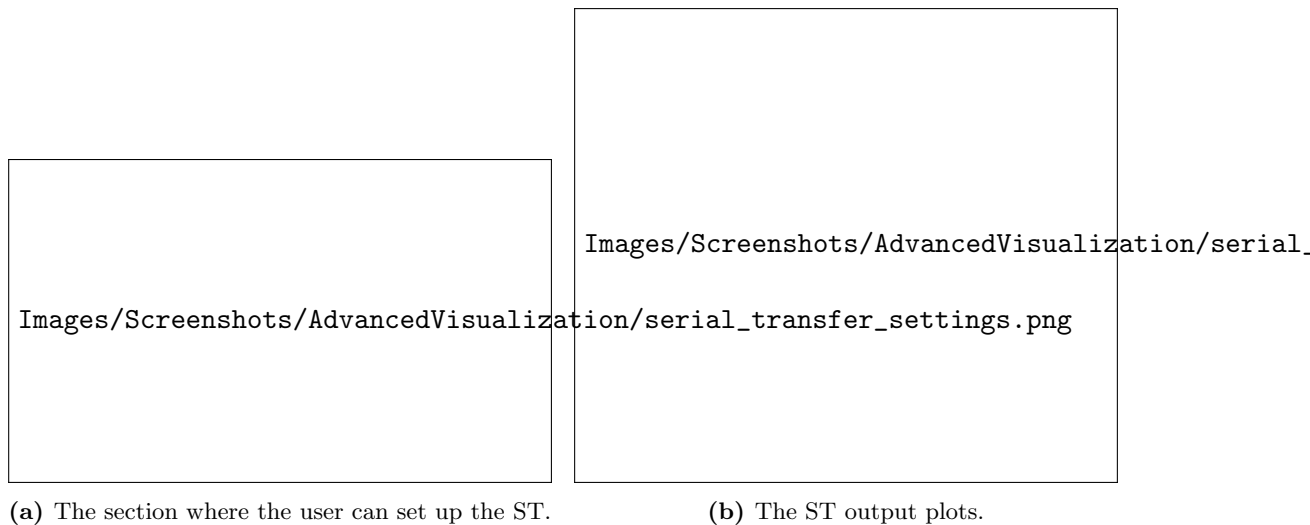 Images/Screenshots/AdvancedVisualization/serial_
Images/Screenshots/AdvancedVisualization/serial_transfer_settings.png
(a) The section where the user can set up the ST.
(b) The ST output plots.